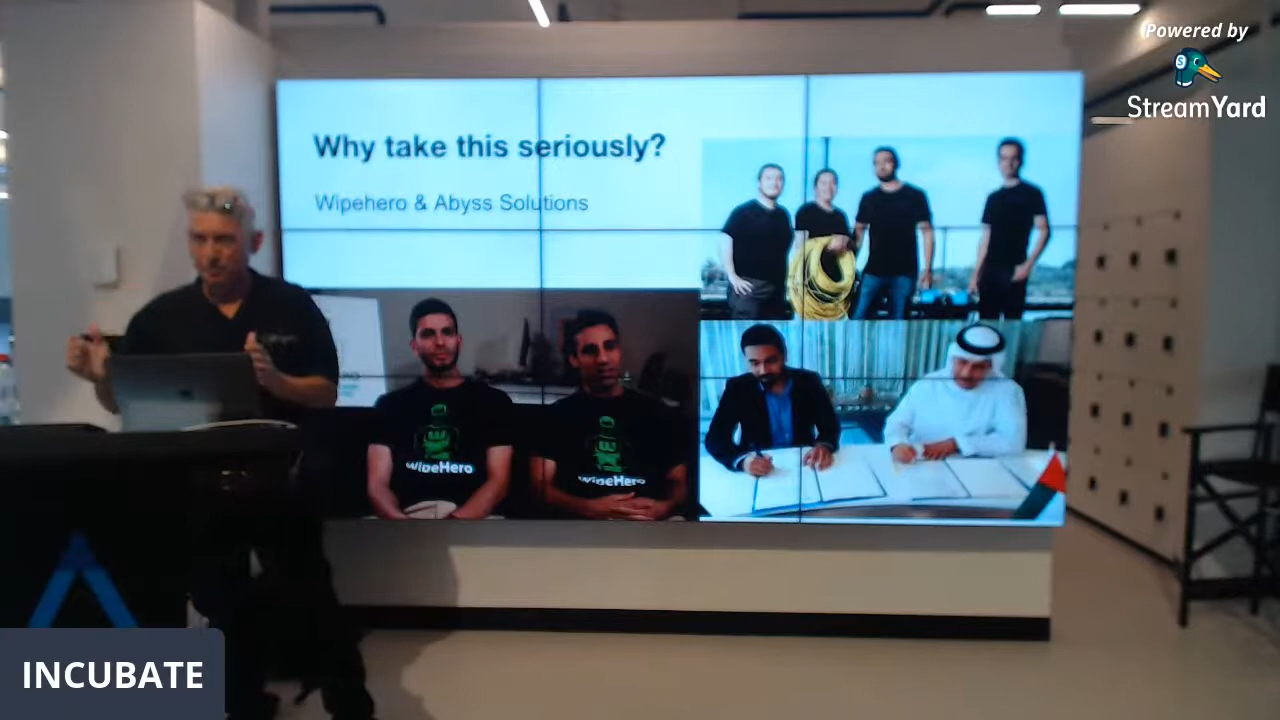 Powered by
StreamYard
Why take this seriously?
Wipehero & Abyss Solutions
WipeHero
WipeHero
INCUBATE